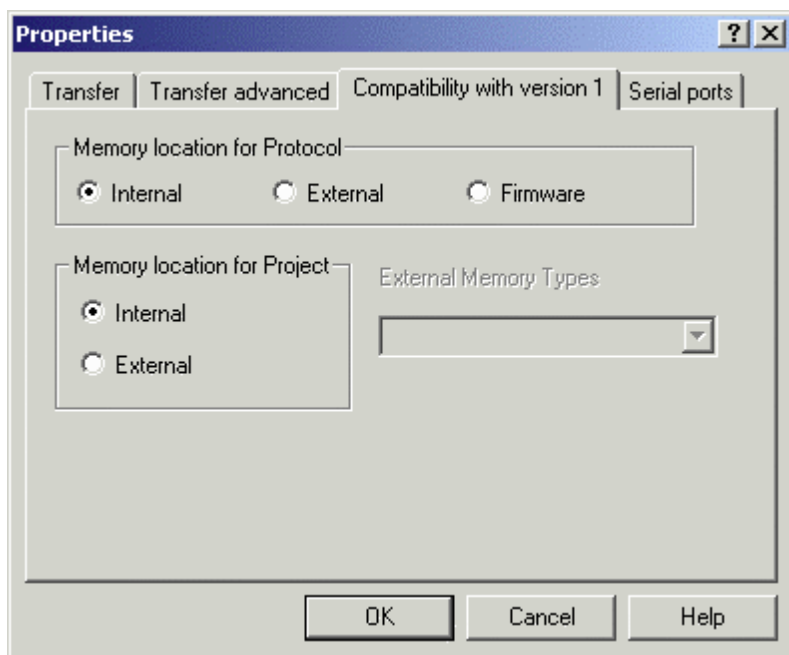 Properties
Transfer Transfer advanced Compatibility with version 1 Serial ports
Memory location for Protocol
Internal External Firmware
Memory location for Project
External Memory Types
Internal
External
OK Cancel Help